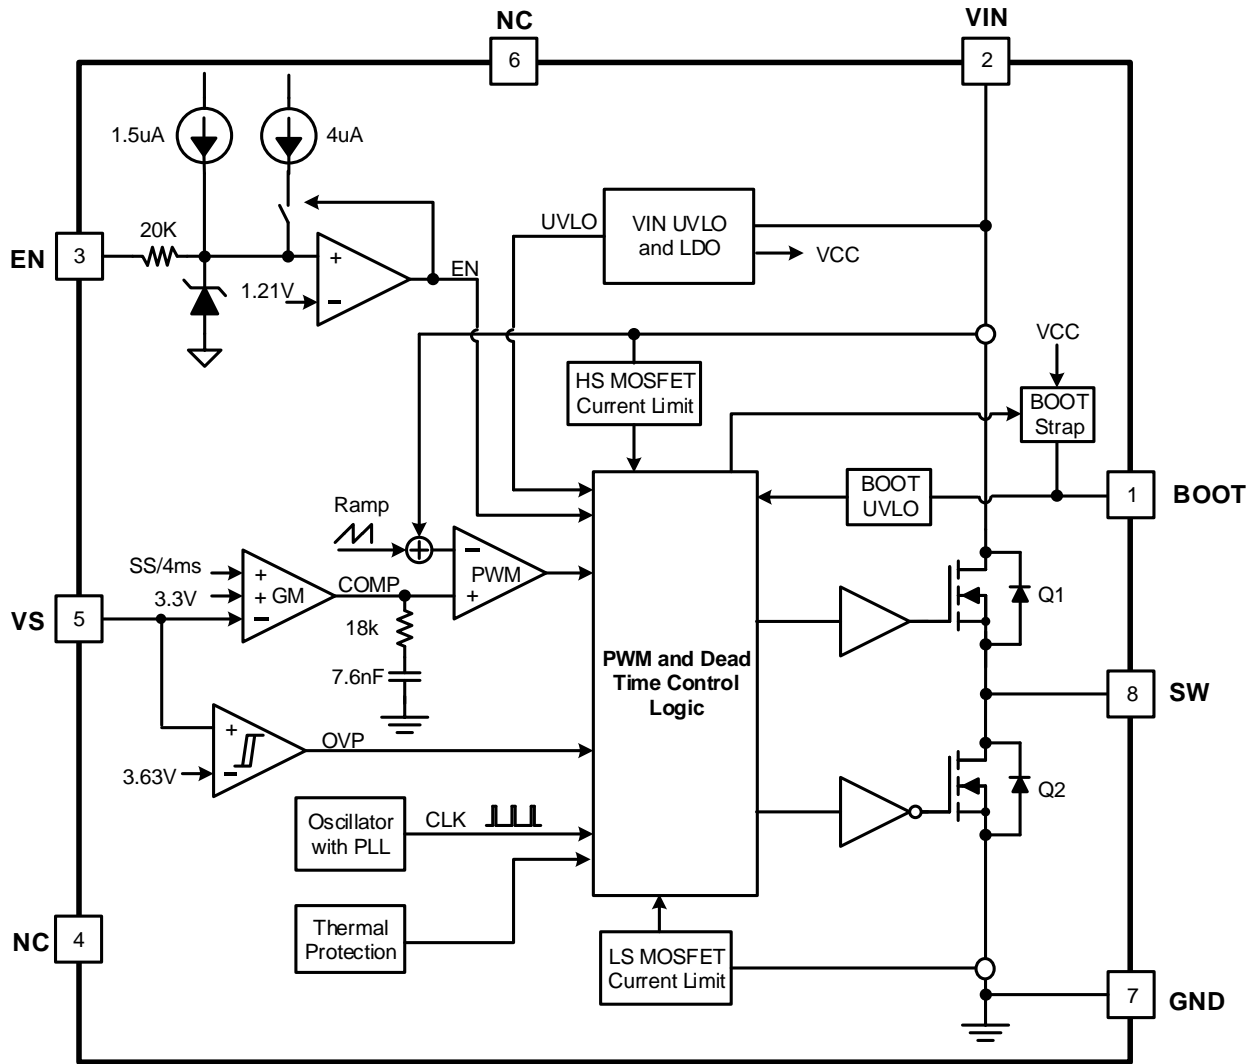 NC
VIN
6
2
1.5uA
4uA
20K
EN
3
1.21V
EN
UVLO
VIN UVLO
and LDO
VCC
HS MOSFET
Current Limit
VCC
BOOT
Strap
BOOT
UVLO
1
BOOT
Ramp
SS/4ms
3.3V
+
+
-
GM
COMP
-
+
PWM
VS
5
18k
7.6nF
PWM and Dead
Time Control
Logic
Q1
8
SW
+
-
3.63V
OVP
Q2
Oscillator
with PLL
CLK
Thermal
Protection
NC
4
LS MOSFET
Current Limit
7
GND